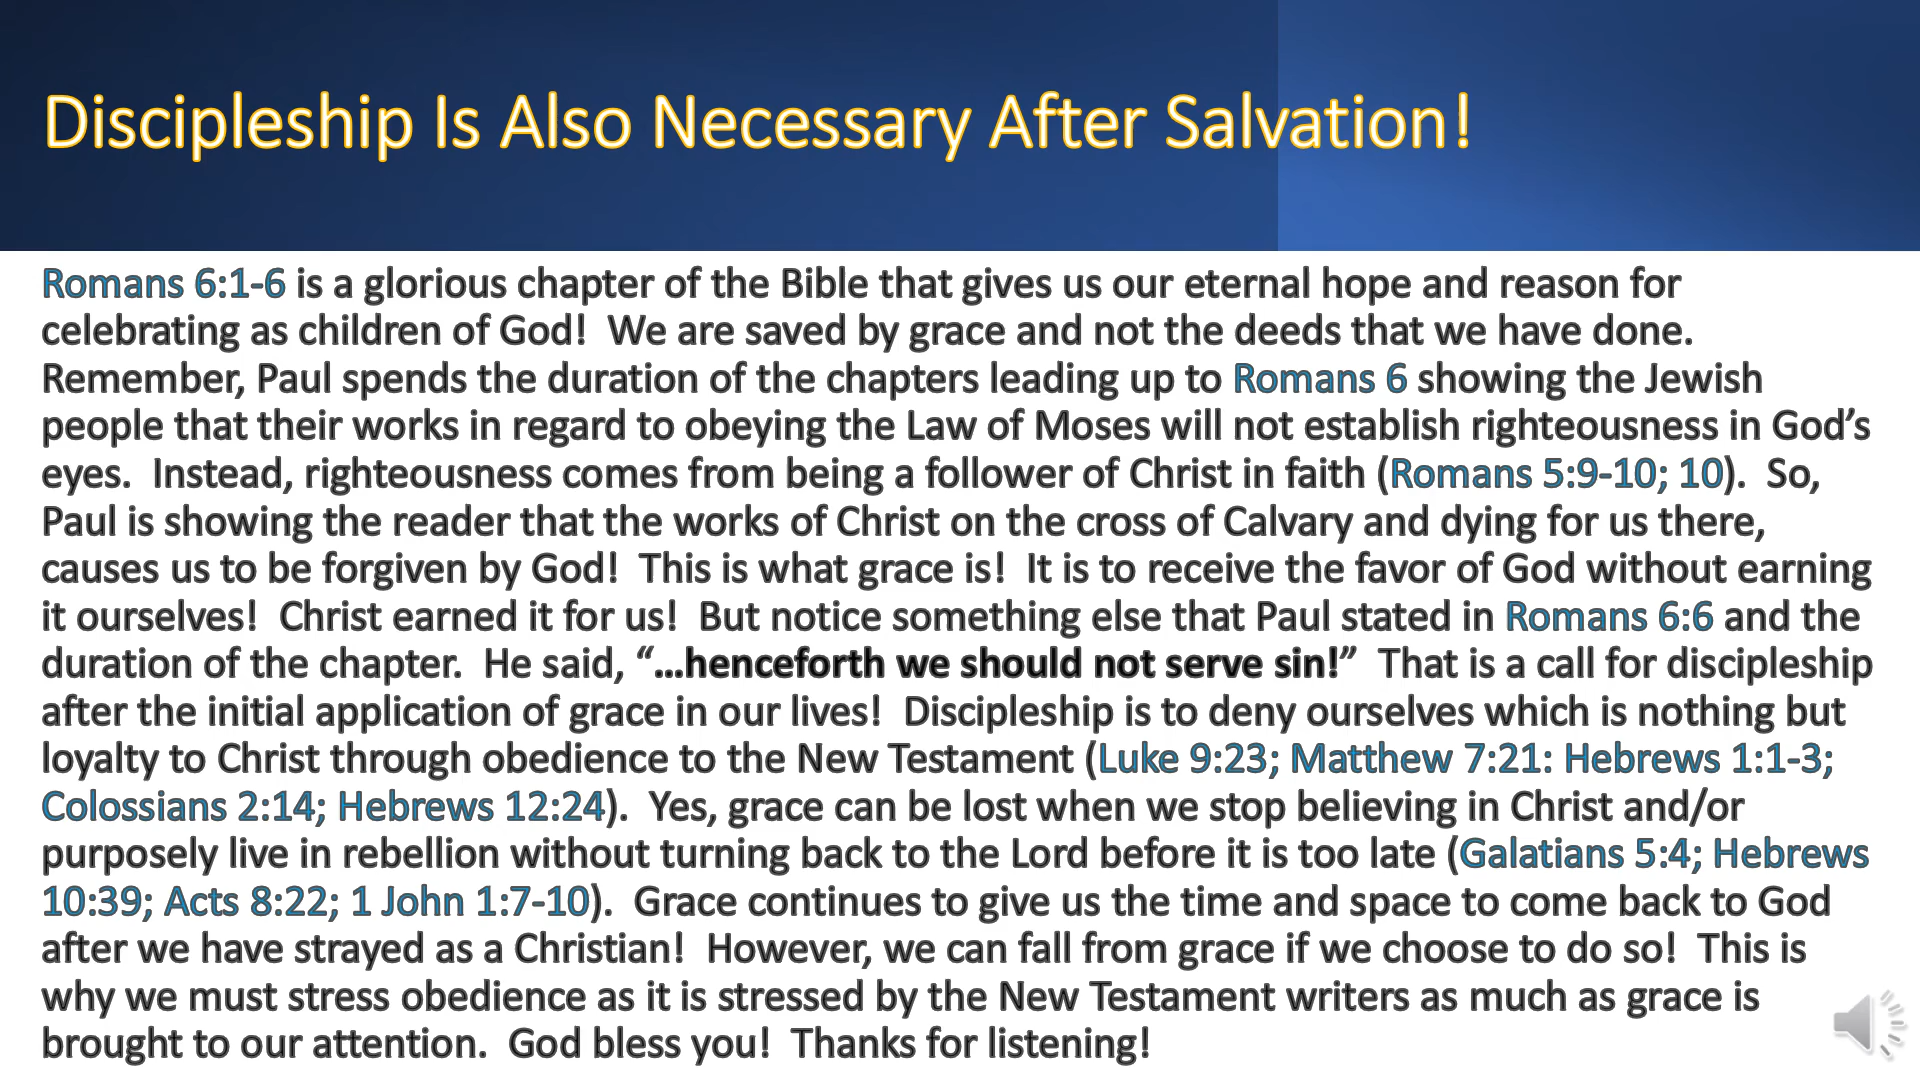 Discipleship Is Also Necessary After Salvation!
Romans 6:1-6 is a glorious chapter of the Bible that gives us our eternal hope and reason for
celebrating as children of God!  We are saved by grace and not the deeds that we have done.
Remember, Paul spends the duration of the chapters leading up to Romans 6 showing the Jewish
people that their works in regard to obeying the Law of Moses will not establish righteousness in God’s
eyes.  Instead, righteousness comes from being a follower of Christ in faith (Romans 5:9-10; 10).  So,
Paul is showing the reader that the works of Christ on the cross of Calvary and dying for us there,
causes us to be forgiven by God!  This is what grace is!  It is to receive the favor of God without earning
it ourselves!  Christ earned it for us!  But notice something else that Paul stated in Romans 6:6 and the
duration of the chapter.  He said, “…henceforth we should not serve sin!”  That is a call for discipleship
after the initial application of grace in our lives!  Discipleship is to deny ourselves which is nothing but
loyalty to Christ through obedience to the New Testament (Luke 9:23; Matthew 7:21: Hebrews 1:1-3;
Colossians 2:14; Hebrews 12:24).  Yes, grace can be lost when we stop believing in Christ and/or
purposely live in rebellion without turning back to the Lord before it is too late (Galatians 5:4; Hebrews
10:39; Acts 8:22; 1 John 1:7-10).  Grace continues to give us the time and space to come back to God
after we have strayed as a Christian!  However, we can fall from grace if we choose to do so!  This is
why we must stress obedience as it is stressed by the New Testament writers as much as grace is
brought to our attention.  God bless you!  Thanks for listening!